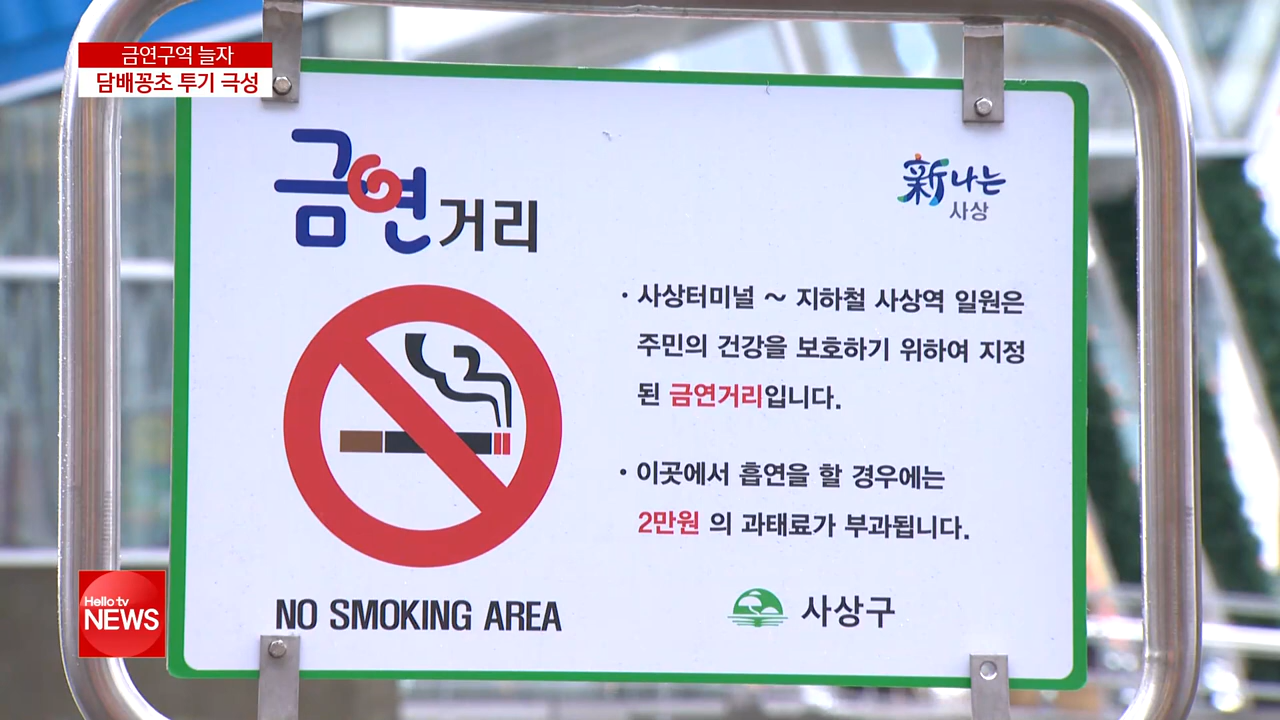 금연구역 늘자
담배꽁초 투기 극성
금연거리
新나는
사상
· 사상터미널 ~ 지하철 사상역 일원은
주민의 건강을 보호하기 위하여 지정
된 금연거리입니다.
· 이곳에서 흡연을 할 경우에는
2만원 의 과태료가 부과됩니다.
NO SMOKING AREA
사상구
Hello tv
NEWS